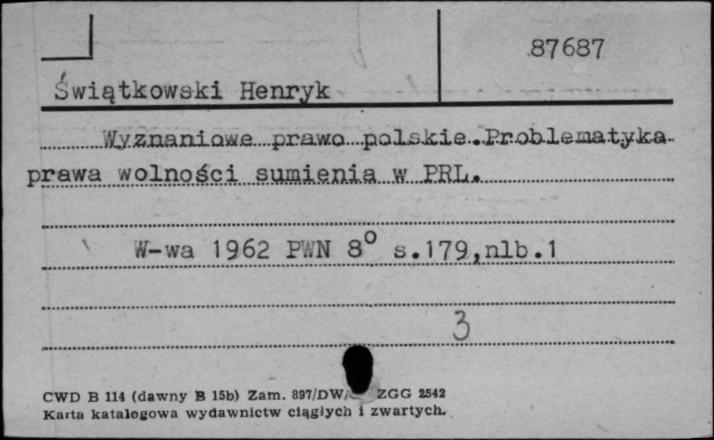 87687
Świątkowski Henryk
Wyznaniowe prawo polskie.Problematyka
prawa wolności sumienia w PRL.
W-wa 1962 PWN 8° s.179,nlb.1
3
CWD B 114 (dawny B 15b) Zam. 897/DW/ ZGG 2542
Karta katalogowa wydawnictw ciągłych i zwartych.